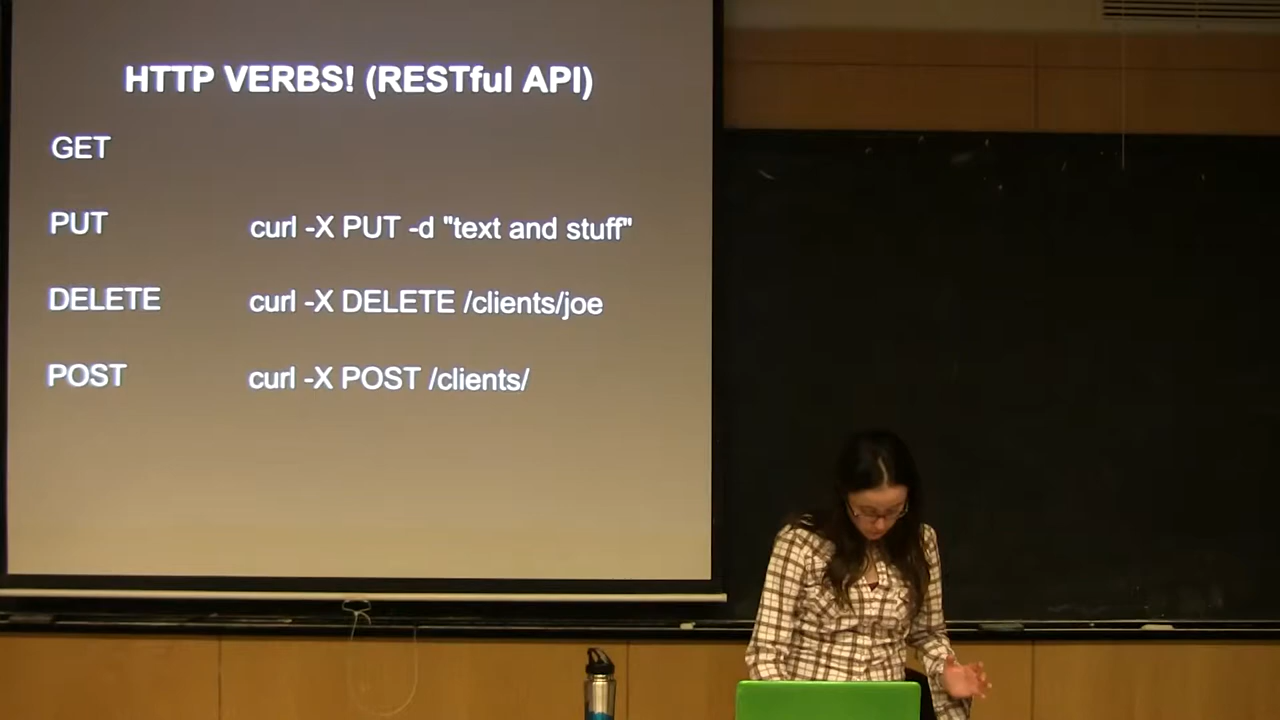 HTTP VERBS! (RESTful API)
GET
PUT curl -X PUT -d "text and stuff"
DELETE curl -X DELETE /clients/joe
POST curl -X POST /clients/